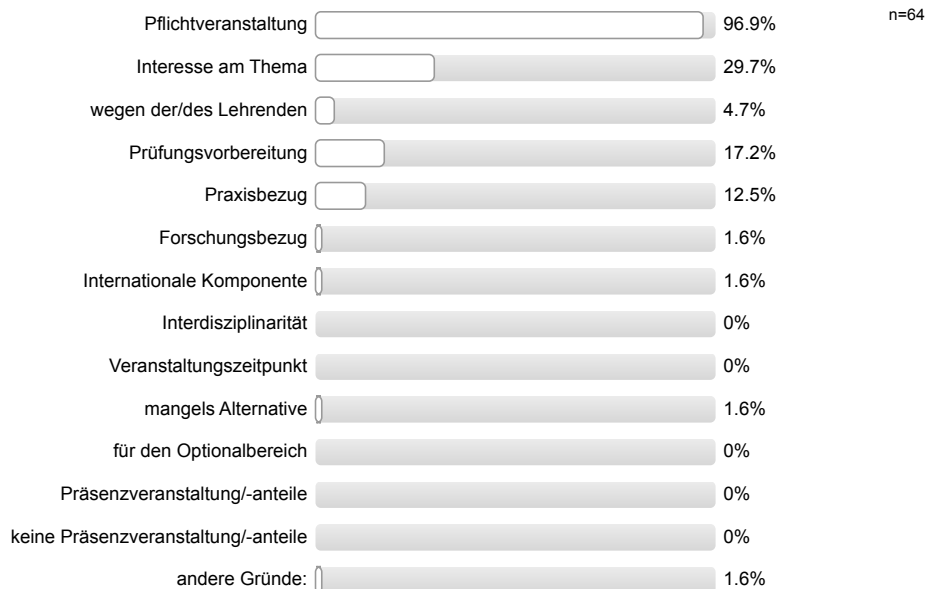 Pflichtveranstaltung 96.9% n=64
Interesse am Thema 29.7%
wegen der/des Lehrenden 4.7%
Prüfungsvorbereitung 17.2%
Praxisbezug 12.5%
Forschungsbezug 1.6%
Internationale Komponente 1.6%
Interdisziplinarität 0%
Veranstaltungszeitpunkt 0%
mangels Alternative 1.6%
für den Optionalbereich 0%
Präsenzveranstaltung/-anteile 0%
keine Präsenzveranstaltung/-anteile 0%
andere Gründe: 1.6%